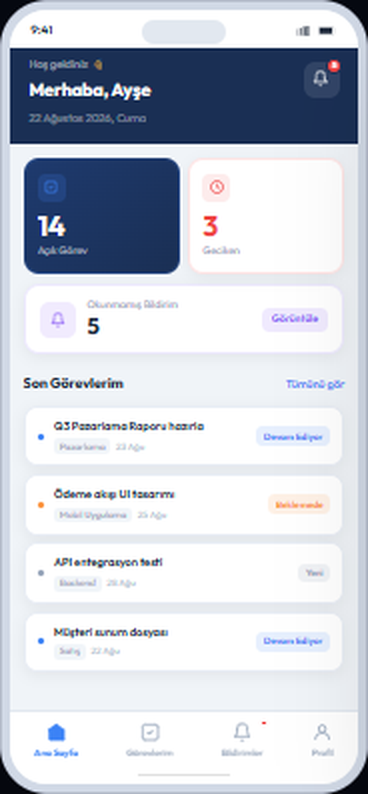 9:41
Hoş geldiniz
Merhaba, Ayşe
22 Ağustos 2026, Cuma
14
Açık Görev
3
Geciken
Okunmamış Bildirim
5
Görüntüle
Son Görevlerim
Tümünü gör
Q3 Pazarlama Raporu hazırla
Pazarlama 23 Ağu
Devam Ediyor
Ödeme akışı UI tasarımı
Mobil Uygulama 25 Ağu
Beklemede
API entegrasyon testi
Backend 28 Ağu
Yeni
Müşteri sunum dosyası
Satış 22 Ağu
Devam Ediyor
Ana Sayfa
Görevlerim
Bildirimler
Profil